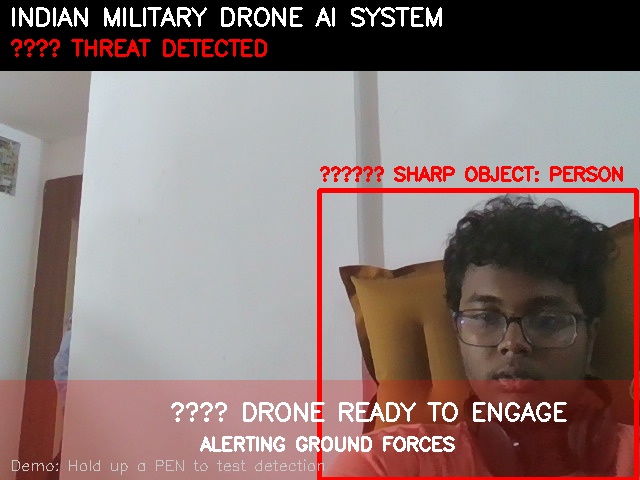 INDIAN MILITARY DRONE AI SYSTEM
???? THREAT DETECTED
?????? SHARP OBJECT: PERSON
???? DRONE READY TO ENGAGE
ALERTING GROUND FORCES
Demo: Hold up a PEN to test detection